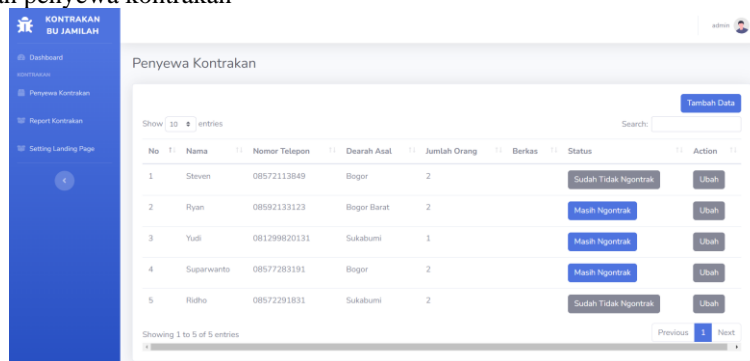 an penyewa kontrakan
KONTRAKAN
BU JAMILAH
admin
Dashboard
KONTRAKAN
Penyewa Kontrakan
Report Kontrakan
Setting Landing Page
Penyewa Kontrakan
Tambah Data
Show 10 entries
Search:
No Nama Nomor Telepon Dearah Asal Jumlah Orang Berkas Status Action
1 Steven 08572113849 Bogor 2 Sudah Tidak Ngontrak Ubah
2 Ryan 08592133123 Bogor Barat 2 Masih Ngontrak Ubah
3 Yudi 081299820131 Sukabumi 1 Masih Ngontrak Ubah
4 Suparwanto 08577283191 Bogor 2 Masih Ngontrak Ubah
5 Ridho 08572291831 Sukabumi 2 Sudah Tidak Ngontrak Ubah
Showing 1 to 5 of 5 entries
Previous 1 Next